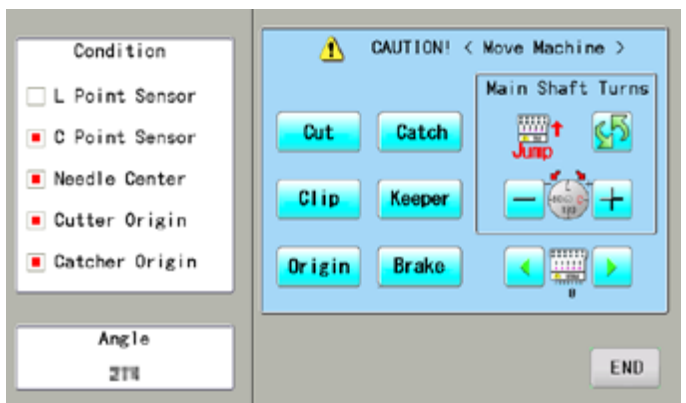 Condition
L Point Sensor
C Point Sensor
Needle Center
Cutter Origin
Catcher Origin
Angle
CAUTION! < Move Machine >
Main Shaft Turns
Cut
Catch
Jump
Clip
Keeper
Origin
Brake
END